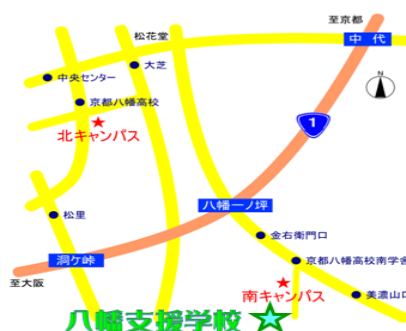 至京都
松花堂
中代
大芝
中央センター
N
京都八幡高校
北キャンパス
1
八幡一ノ坪
松里
金右衛門口
洞ケ峠
京都八幡高校南学舎
至大阪
南キャンパス
美濃山口
八幡支援学校